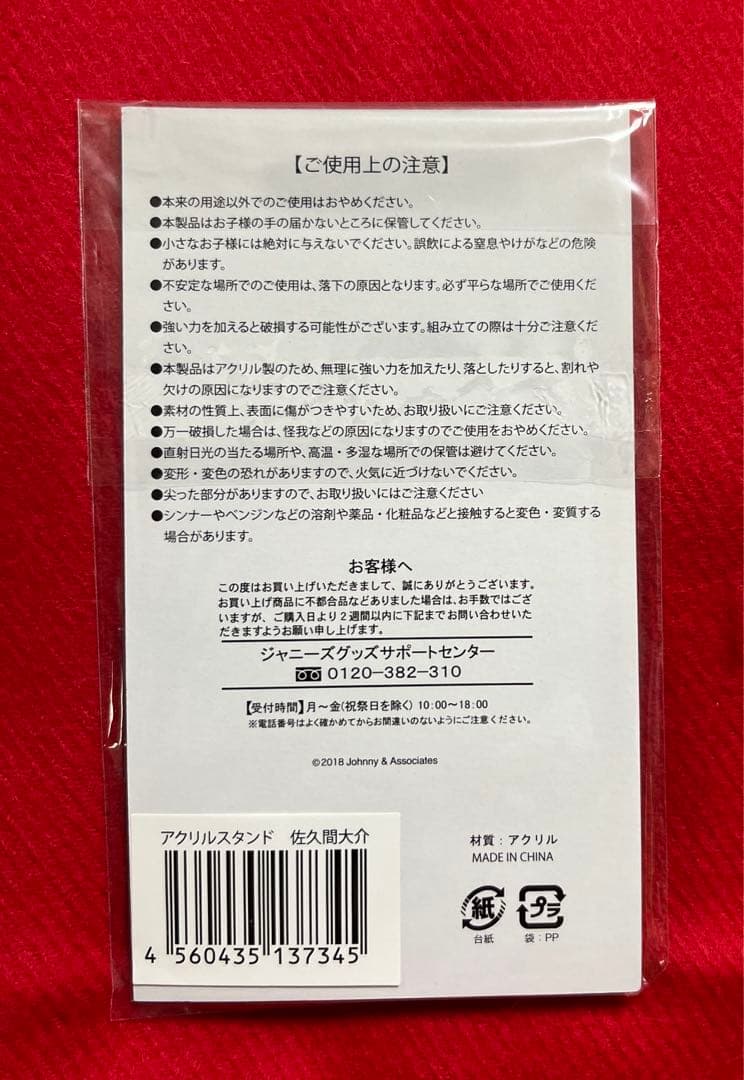 【ご使用上の注意】
●本来の用途以外でのご使用はおやめください。
●本製品はお子様の手の届かないところに保管してください。
●小さなお子様には絶対に与えないでください。誤飲による窒息やけがなどの危険
があります。
●不安定な場所でのご使用は、落下の原因となります。必ず平らな場所でご使用くだ
さい。
●強い力を加えると破損する可能性がございます。組み立ての際は十分ご注意くだ
さい。
●本製品はアクリル製のため、無理に強い力を加えたり、落としたりすると、割れや
欠けの原因になりますのでご注意ください。
●素材の性質上、表面に傷がつきやすいため、お取り扱いにご注意ください。
●万一破損した場合は、怪我などの原因になりますのでご使用をおやめください。
●直射日光の当たる場所や、高温・多湿な場所での保管は避けてください。
●変形・変色の恐れがありますので、火気に近づけないでください。
●尖った部分がありますので、お取り扱いにはご注意ください
●シンナーやベンジンなどの溶剤や薬品・化粧品などと接触すると変色・変質する
場合があります。
お客様へ
この度はお買い上げいただきまして、誠にありがとうございます。
お買い上げ商品に不都合品などありました場合は、お手数ではござ
いますが、ご購入日より2週間以内に下記までお問い合わせいた
だきますようお願い申し上げます。
ジャニーズグッズサポートセンター
0120-382-310
【受付時間】月〜金(祝祭日を除く) 10:00〜18:00
※電話番号はよく確かめてからお間違いのないようにご注意ください。
©2018 Johnny & Associates
アクリルスタンド 佐久間大介
4 560435 137345
材質：アクリル
MADE IN CHINA
紙 プラ
台紙 袋：PP